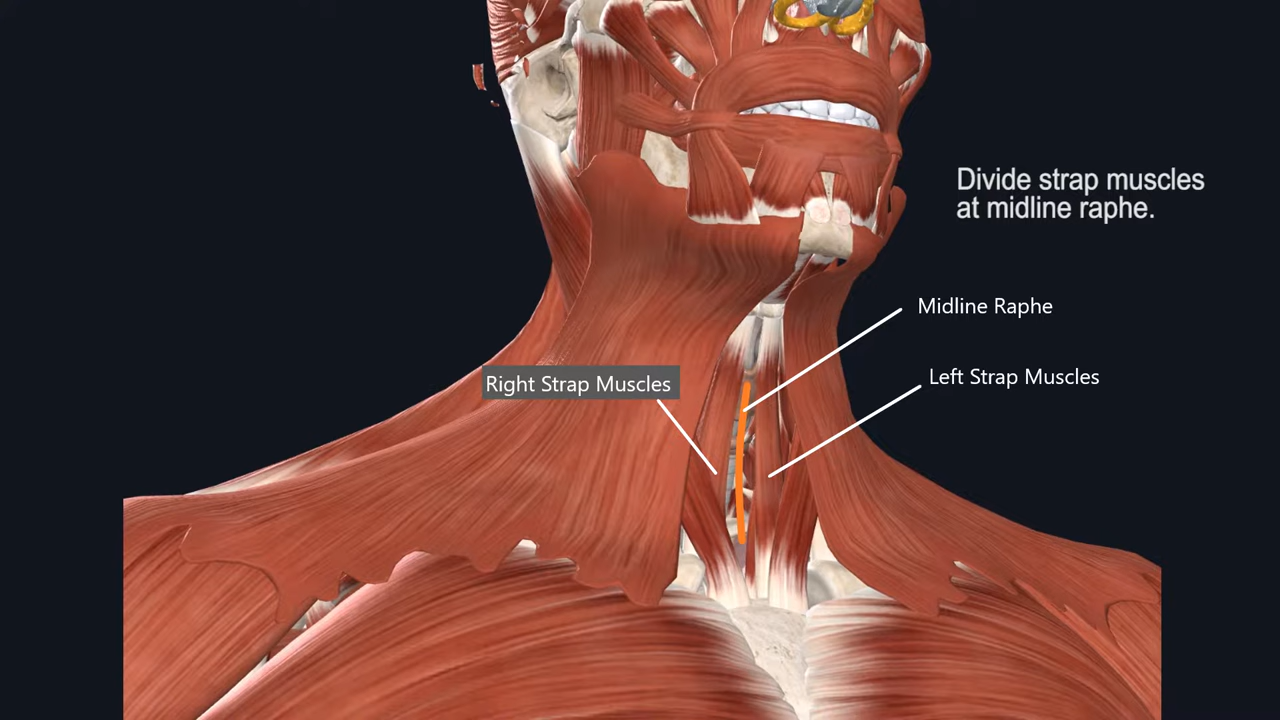 Divide strap muscles
at midline raphe.
Midline Raphe
Left Strap Muscles
Right Strap Muscles